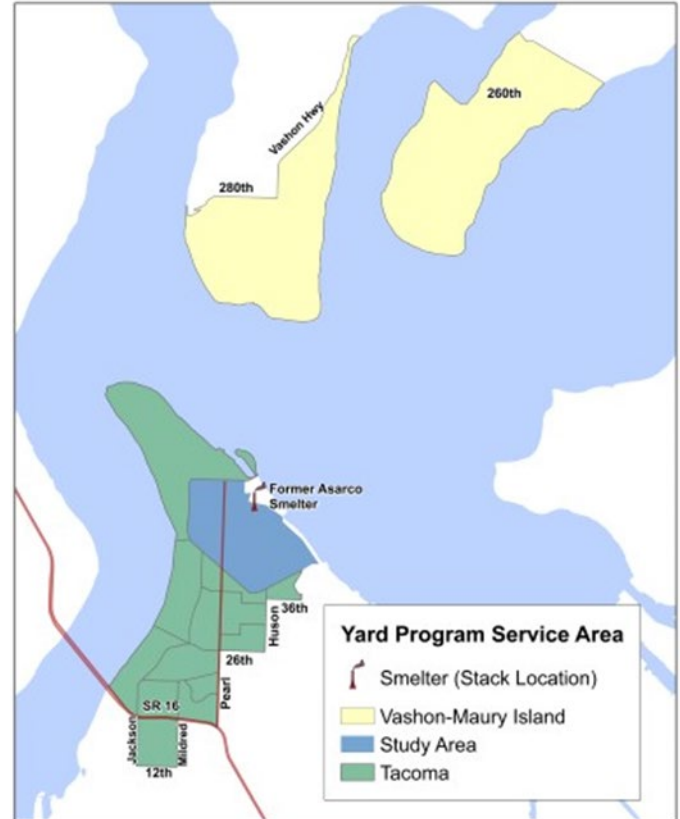 260th
Vashon Hwy
280th
Former Asarco
Smelter
36th
Huson
26th
Pearl
SR 16
Jackson
Mildred
12th
Yard Program Service Area
Smelter (Stack Location)
Vashon-Maury Island
Study Area
Tacoma